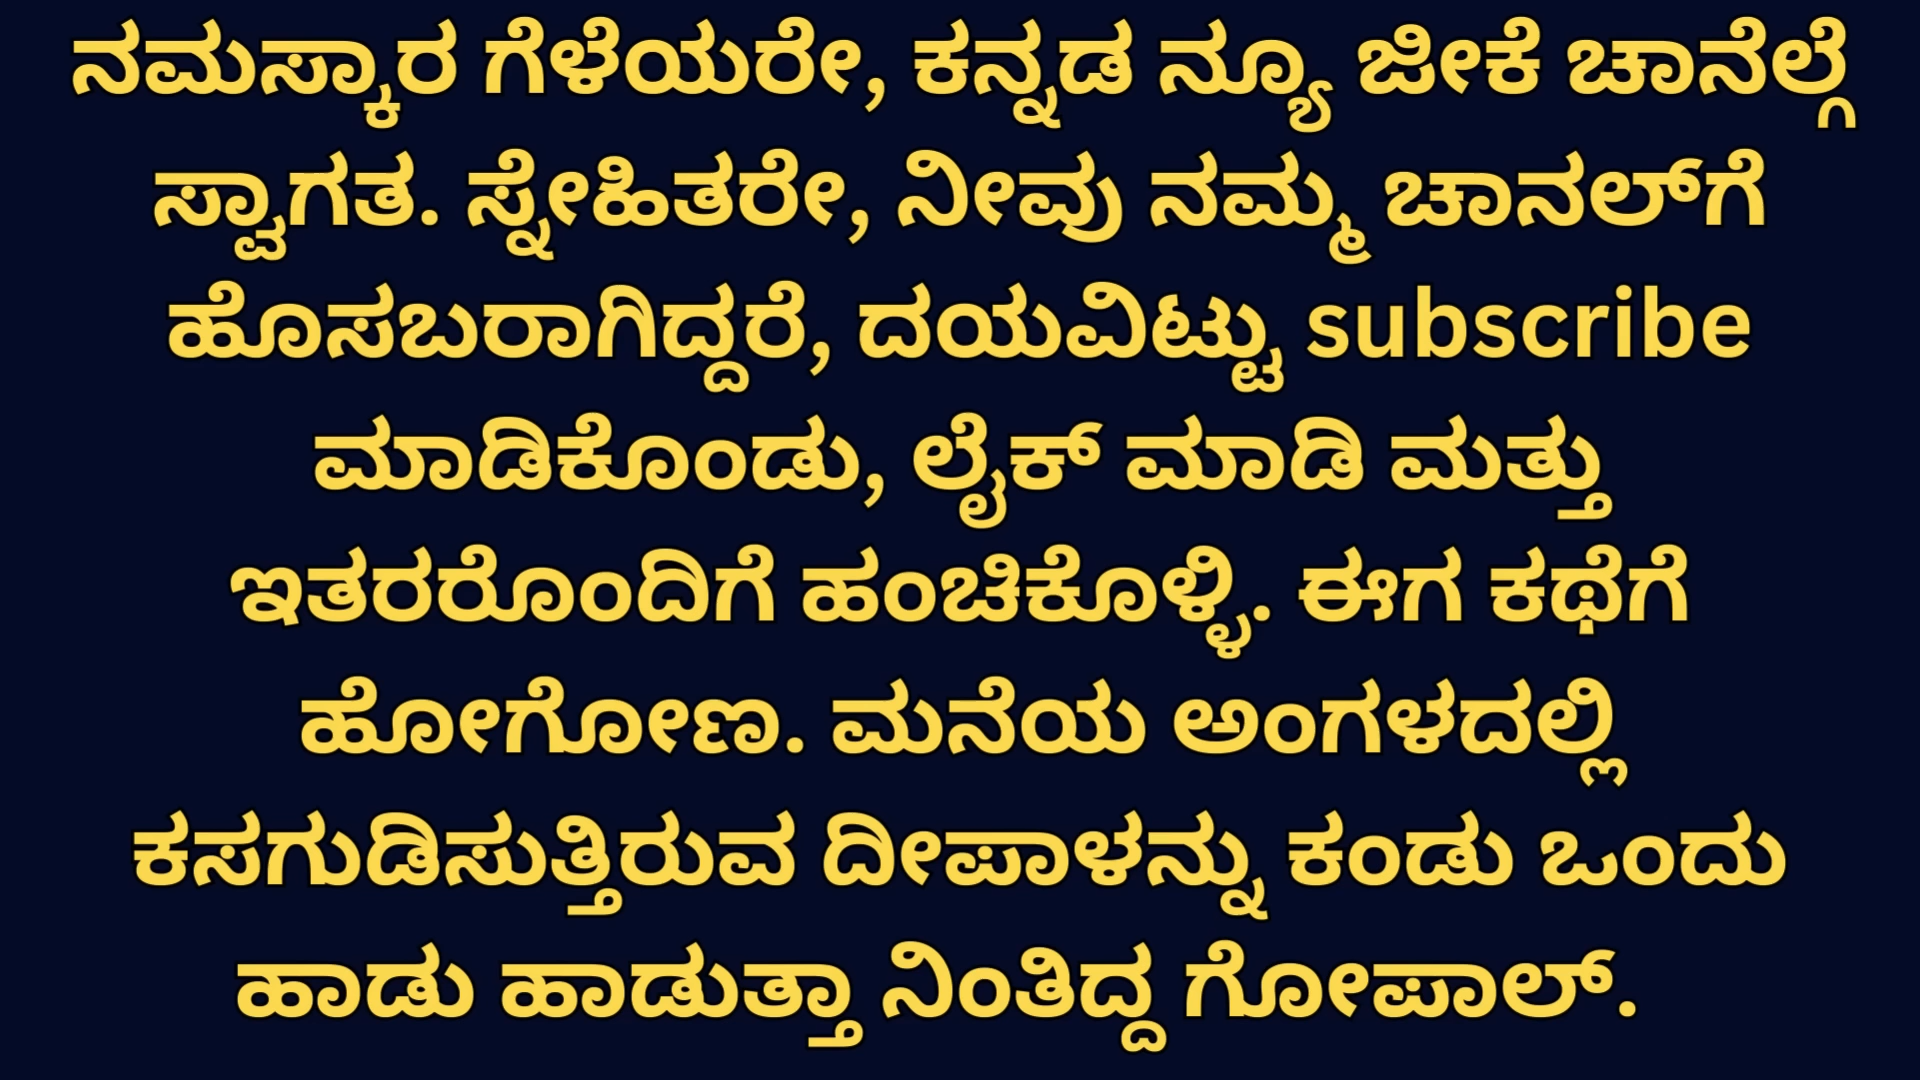 ನಮಸ್ಕಾರ ಗೆಳೆಯರೇ, ಕನ್ನಡ ನ್ಯೂ ಜೀಕೆ ಚಾನೆಲ್ಗೆ
ಸ್ವಾಗತ. ಸ್ನೇಹಿತರೇ, ನೀವು ನಮ್ಮ ಚಾನಲ್‌ಗೆ
ಹೊಸಬರಾಗಿದ್ದರೆ, ದಯವಿಟ್ಟು subscribe
ಮಾಡಿಕೊಂಡು, ಲೈಕ್ ಮಾಡಿ ಮತ್ತು
ಇತರರೊಂದಿಗೆ ಹಂಚಿಕೊಳ್ಳಿ. ಈಗ ಕಥೆಗೆ
ಹೋಗೋಣ. ಮನೆಯ ಅಂಗಳದಲ್ಲಿ
ಕಸಗುಡಿಸುತ್ತಿರುವ ದೀಪಾಳನ್ನು ಕಂಡು ಒಂದು
ಹಾಡು ಹಾಡುತ್ತಾ ನಿಂತಿದ್ದ ಗೋಪಾಲ್.